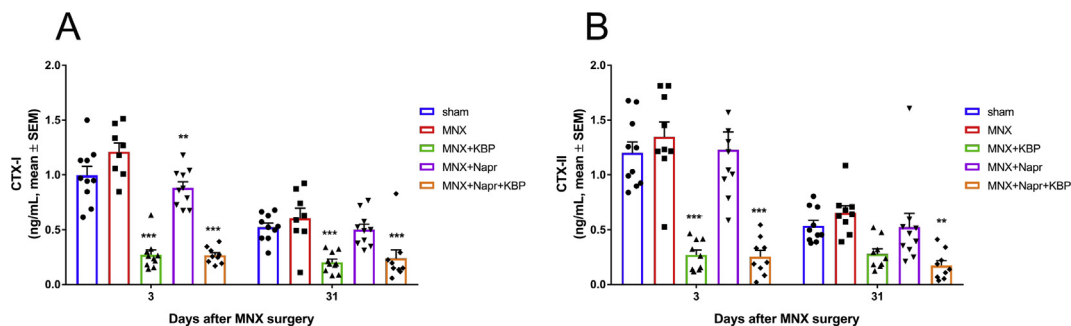 A
CTX-I
(ng/mL, mean ± SEM)
2.0
1.5
1.0
0.5
0.0
***
**
***
***
***
3
31
Days after MNX surgery
sham
MNX
MNX+KBP
MNX+Napr
MNX+Napr+KBP
B
CTX-II
(ng/mL, mean ± SEM)
2.0
1.5
1.0
0.5
0.0
***
***
**
3
31
Days after MNX surgery
sham
MNX
MNX+KBP
MNX+Napr
MNX+Napr+KBP